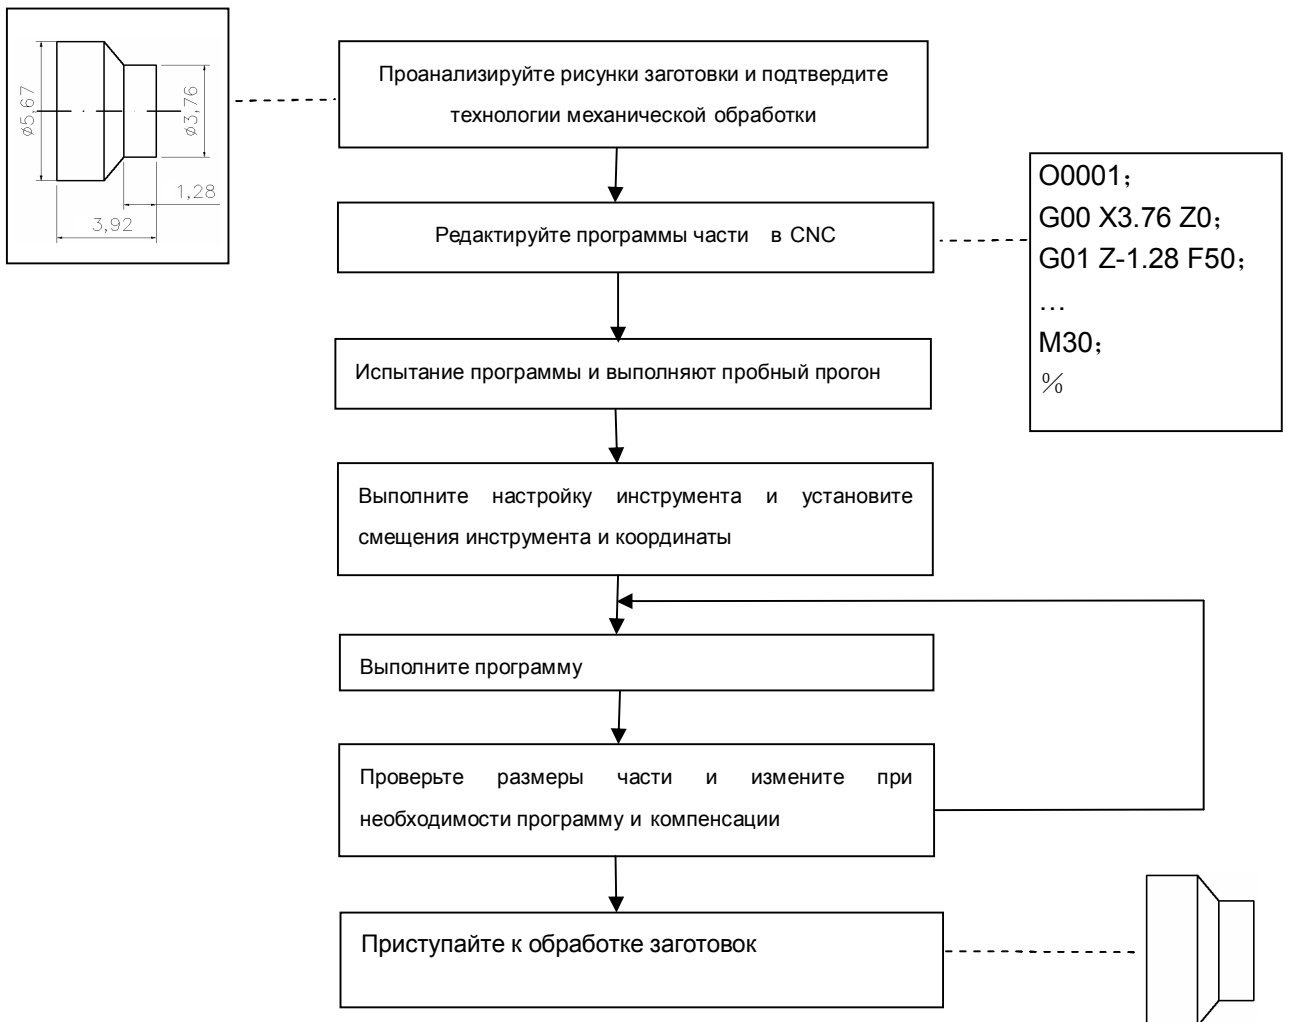 Проанализируйте рисунки заготовки и подтвердите
технологии механической обработки
⌀5,67
⌀3,76
1,28
3,92
Редактируйте программы части в CNC
O0001;
G00 X3.76 Z0;
G01 Z-1.28 F50;
…
M30;
%
Испытание программы и выполняют пробный прогон
Выполните настройку инструмента и установите
смещения инструмента и координаты
Выполните программу
Проверьте размеры части и измените при
необходимости программу и компенсации
Приступайте к обработке заготовок